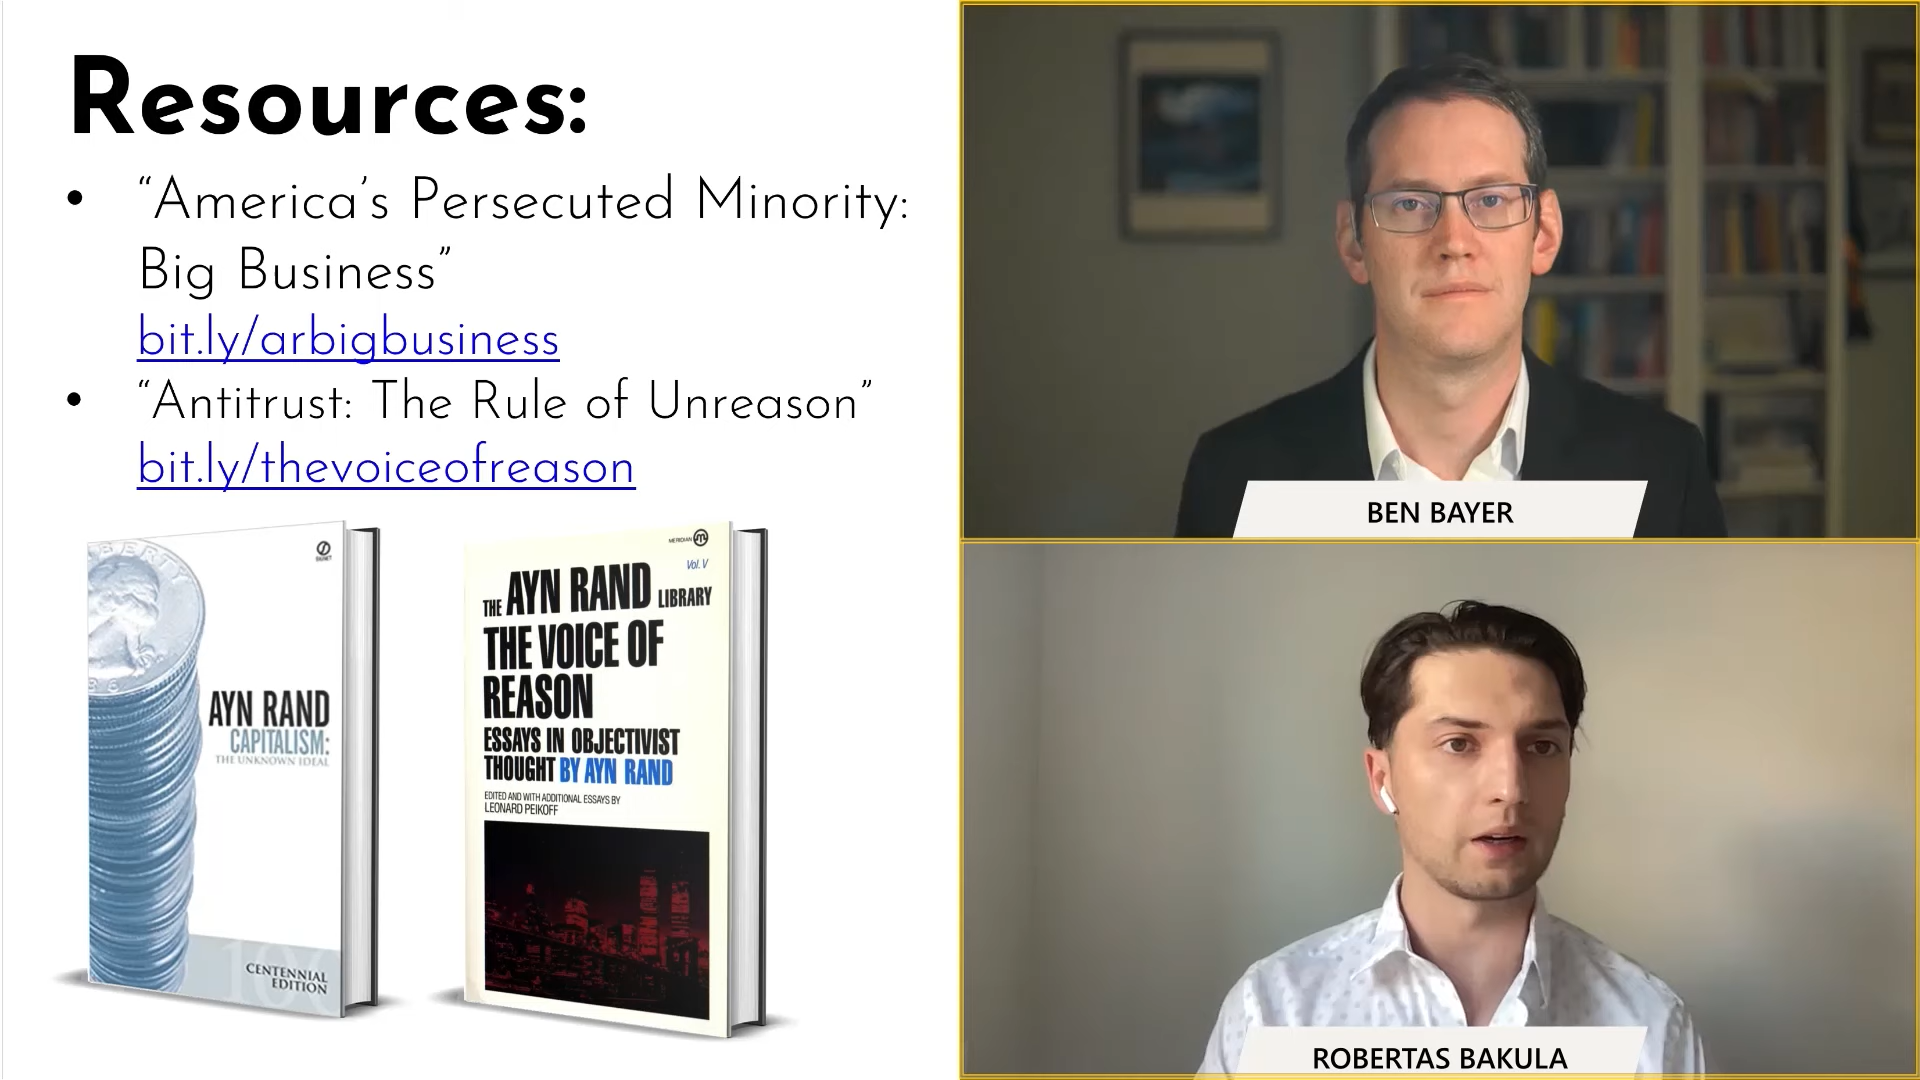 Resources:
• “America’s Persecuted Minority:
Big Business”
bit.ly/arbigbusiness
• “Antitrust: The Rule of Unreason”
bit.ly/thevoiceofreason
SIGNET
AYN RAND
CAPITALISM:
THE UNKNOWN IDEAL
CENTENNIAL
EDITION
MERIDIAN
Vol. V
THE AYN RAND LIBRARY
THE VOICE OF
REASON
ESSAYS IN OBJECTIVIST
THOUGHT BY AYN RAND
EDITED AND WITH ADDITIONAL ESSAYS BY
LEONARD PEIKOFF
BEN BAYER
ROBERTAS BAKULA